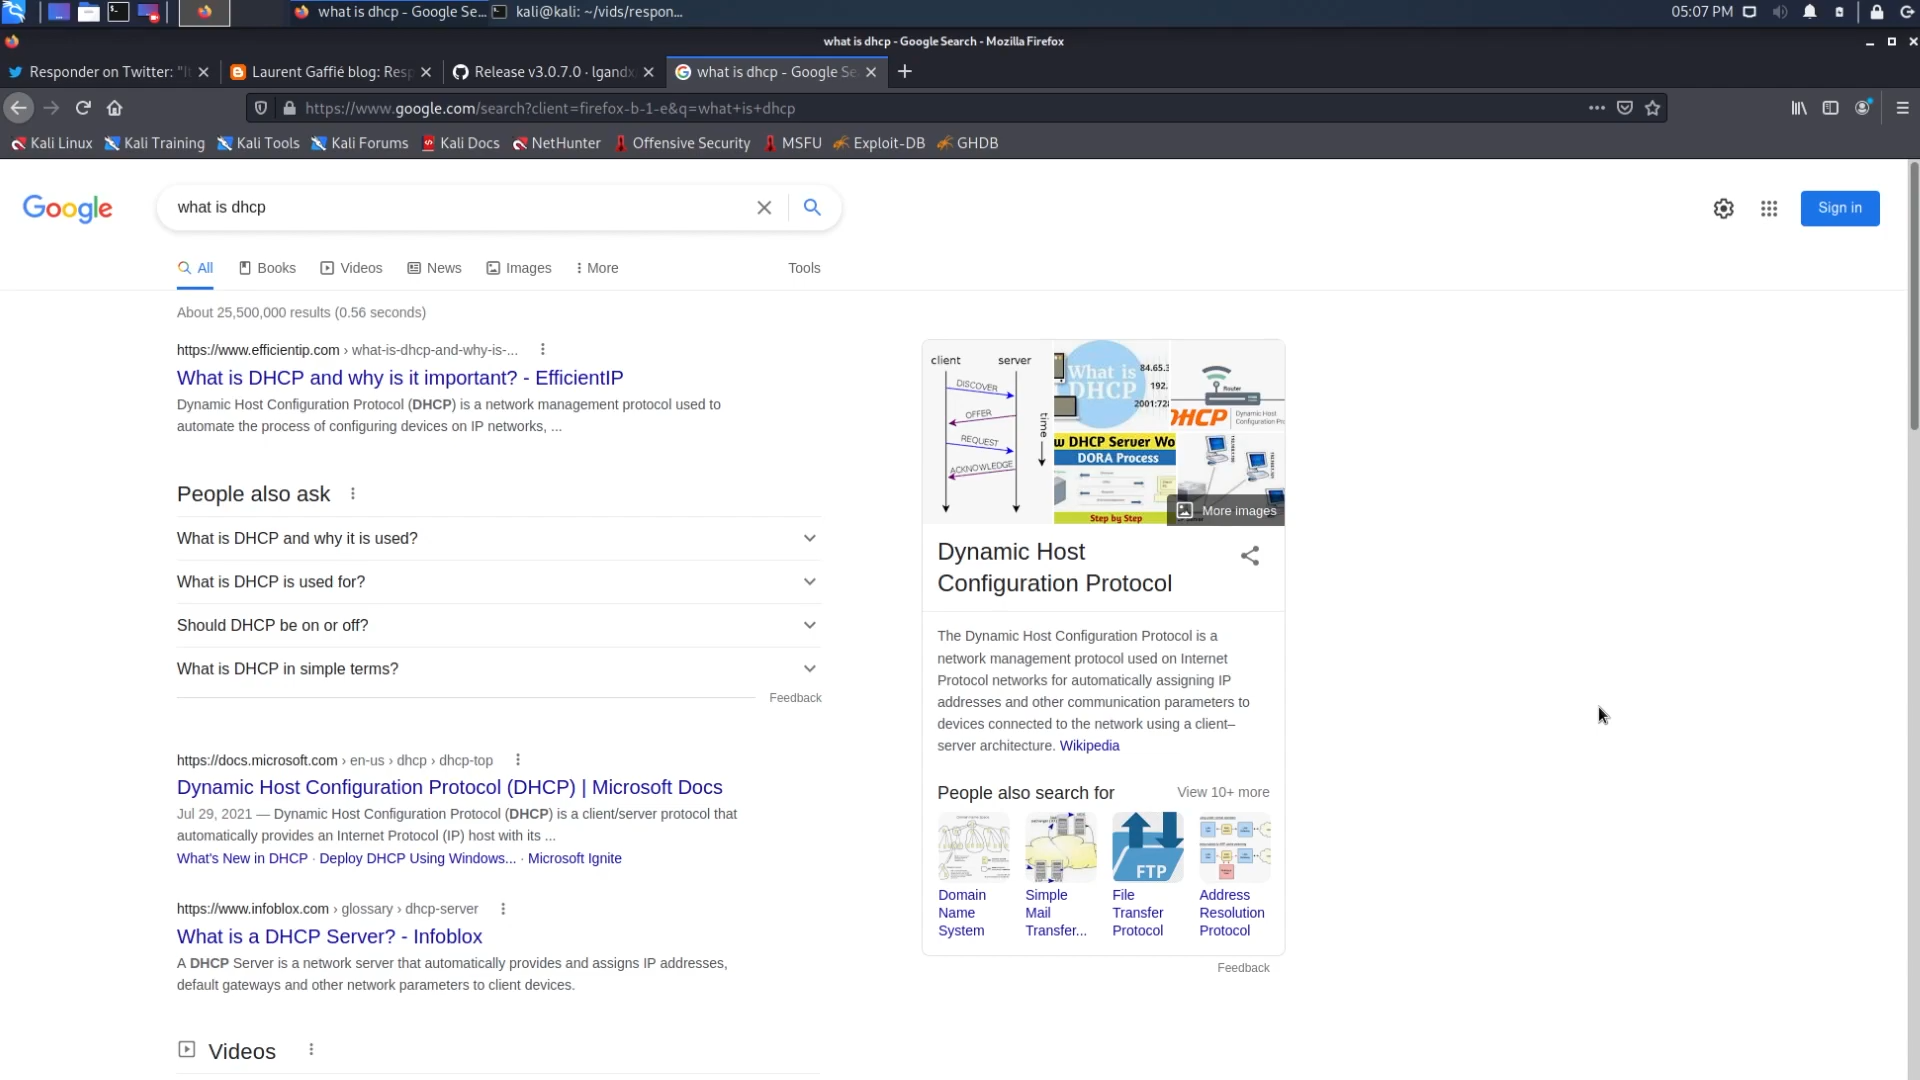 what is dhcp - Google Se...
kali@kali: ~/vids/respon...
05:07 PM
what is dhcp - Google Search - Mozilla Firefox
Responder on Twitter: "It
Laurent Gaffié blog: Resp
Release v3.0.7.0 · lgandx
what is dhcp - Google Se
https://www.google.com/search?client=firefox-b-1-e&q=what+is+dhcp
Kali Linux
Kali Training
Kali Tools
Kali Forums
Kali Docs
NetHunter
Offensive Security
MSFU
Exploit-DB
GHDB
Google
what is dhcp
Sign in
All
Books
Videos
News
Images
More
Tools
About 25,500,000 results (0.56 seconds)
https://www.efficientip.com › what-is-dhcp-and-why-is-...
What is DHCP and why is it important? - EfficientIP
Dynamic Host Configuration Protocol (DHCP) is a network management protocol used to
automate the process of configuring devices on IP networks, ...
People also ask
What is DHCP and why it is used?
What is DHCP is used for?
Should DHCP be on or off?
What is DHCP in simple terms?
Feedback
https://docs.microsoft.com › en-us › dhcp › dhcp-top
Dynamic Host Configuration Protocol (DHCP) | Microsoft Docs
Jul 29, 2021 — Dynamic Host Configuration Protocol (DHCP) is a client/server protocol that
automatically provides an Internet Protocol (IP) host with its ...
What's New in DHCP · Deploy DHCP Using Windows... · Microsoft Ignite
https://www.infoblox.com › glossary › dhcp-server
What is a DHCP Server? - Infoblox
A DHCP Server is a network server that automatically provides and assigns IP addresses,
default gateways and other network parameters to client devices.
Videos
client
server
DISCOVER
OFFER
REQUEST
ACKNOWLEDGE
time
What is
DHCP
84.65.3
192.
2001:728
Router
DHCP
Dynamic Host
w DHCP Server Wo
DORA Process
Step by Step
More images
Dynamic Host
Configuration Protocol
The Dynamic Host Configuration Protocol is a
network management protocol used on Internet
Protocol networks for automatically assigning IP
addresses and other communication parameters to
devices connected to the network using a client–
server architecture. Wikipedia
People also search for
View 10+ more
FTP
Domain
Name
System
Simple
Mail
Transfer...
File
Transfer
Protocol
Address
Resolution
Protocol
Feedback